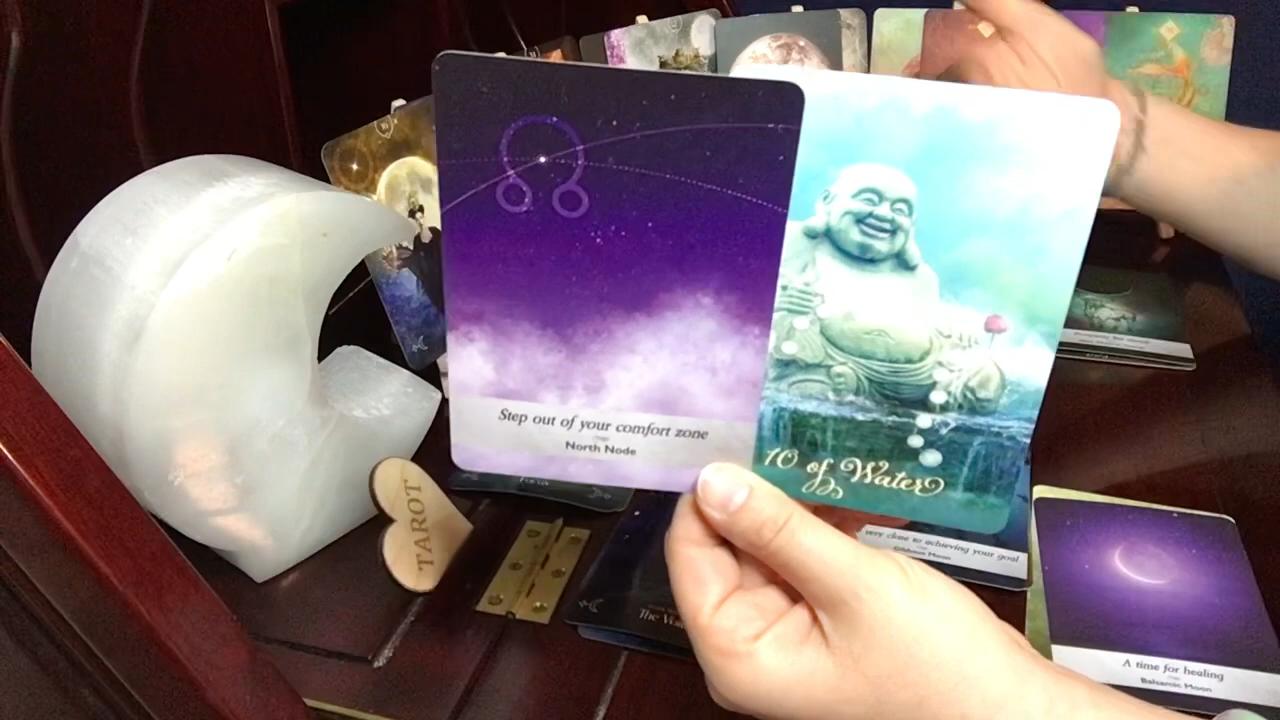 Step out of your comfort zone
North Node
10 of Water
TAROT
very close to achieving your goal
Gibbous Moon
A time for healing
Balsamic Moon